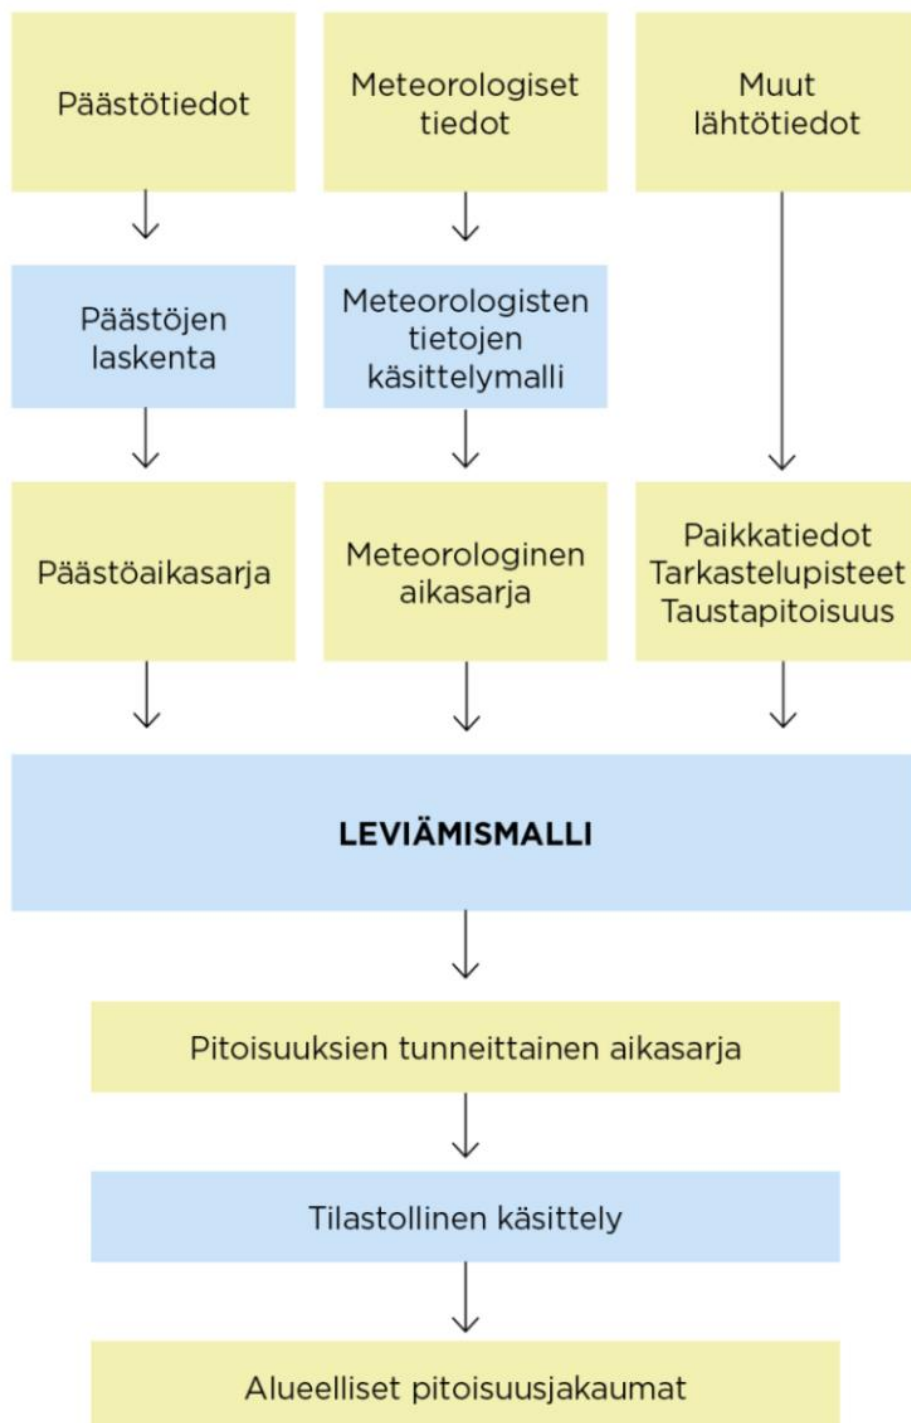 Päästötiedot
Meteorologiset
tiedot
Muut
lähtötiedot
Päästöjen
laskenta
Meteorologisten
tietojen
käsittelymalli
Päästöaikasarja
Meteorologinen
aikasarja
Paikkatiedot
Tarkastelupisteet
Taustapitoisuus
LEVIÄMISMALLI
Pitoisuuksien tunneittainen aikasarja
Tilastollinen käsittely
Alueelliset pitoisuusjakaumat